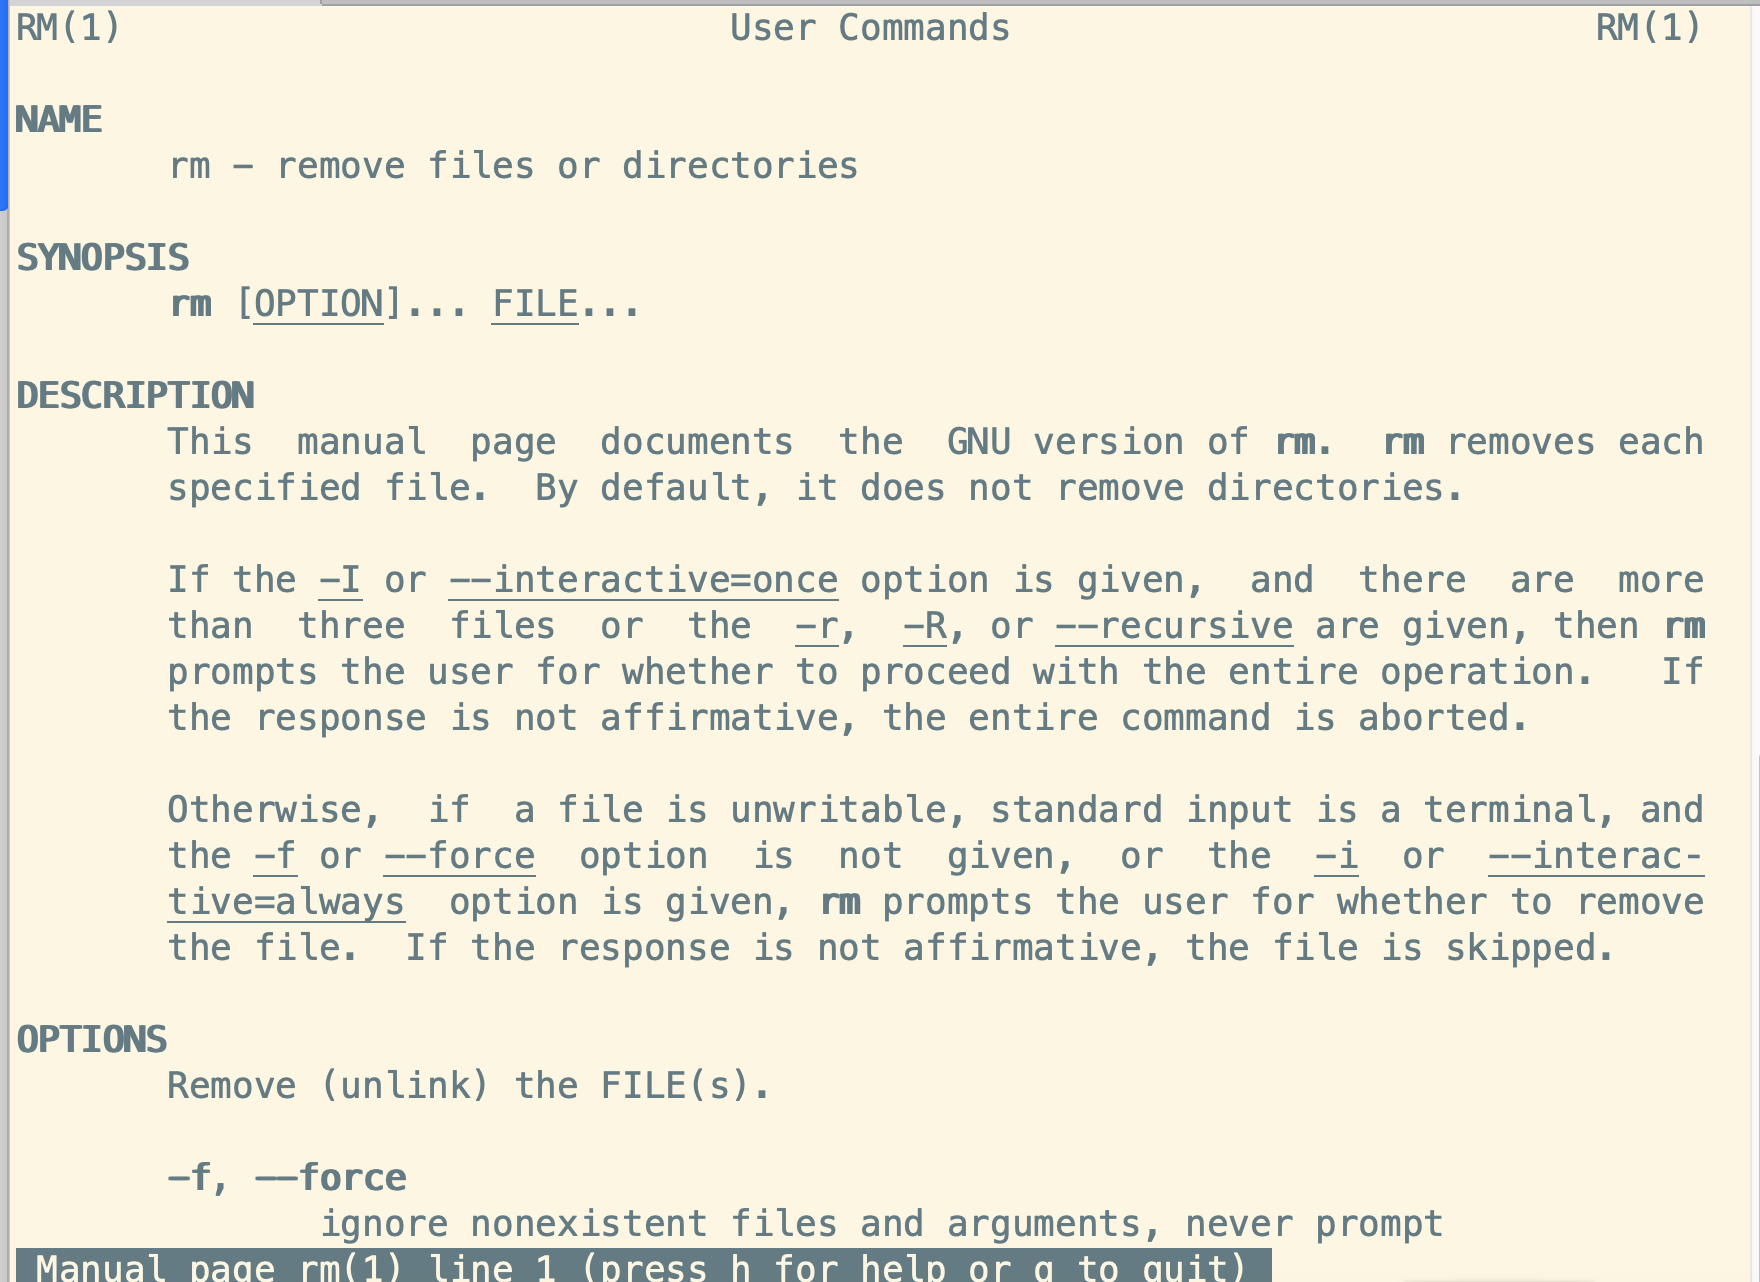 RM(1) User Commands RM(1)
NAME
rm – remove files or directories
SYNOPSIS
rm [OPTION]... FILE...
DESCRIPTION
This manual page documents the GNU version of rm. rm removes each
specified file. By default, it does not remove directories.
If the –I or ––interactive=once option is given, and there are more
than three files or the –r, –R, or ––recursive are given, then rm
prompts the user for whether to proceed with the entire operation. If
the response is not affirmative, the entire command is aborted.
Otherwise, if a file is unwritable, standard input is a terminal, and
the –f or ––force option is not given, or the –i or ––interac-
tive=always option is given, rm prompts the user for whether to remove
the file. If the response is not affirmative, the file is skipped.
OPTIONS
Remove (unlink) the FILE(s).
–f, ––force
ignore nonexistent files and arguments, never prompt
Manual page rm(1) line 1 (press h for help or q to quit)